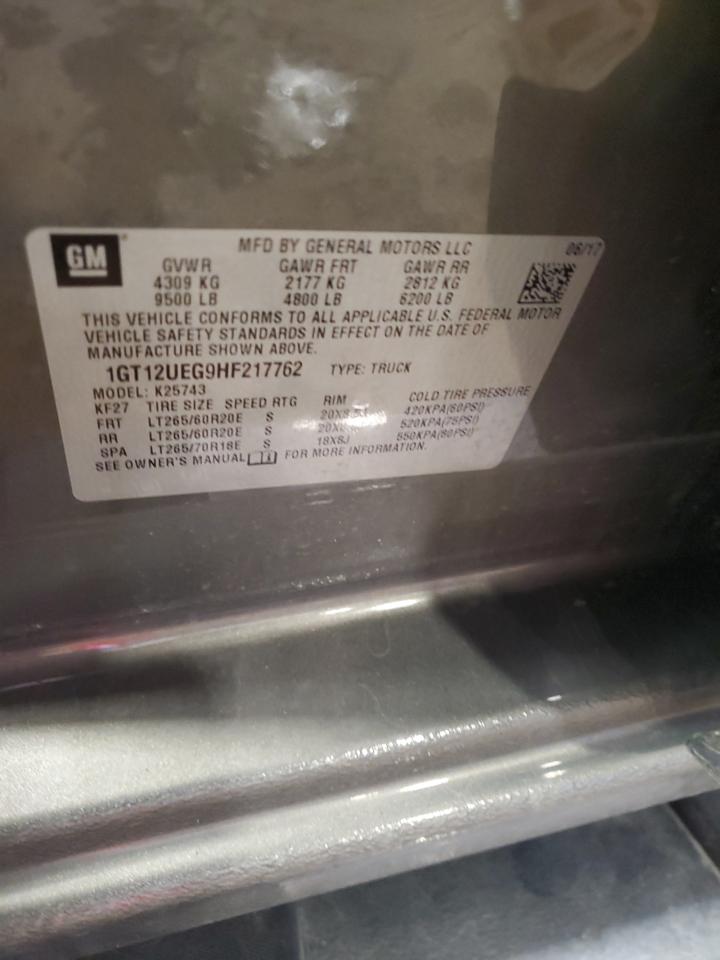 GM
MFD BY GENERAL MOTORS LLC 06/17
GVWR GAWR FRT GAWR RR
4309 KG 2177 KG 2812 KG
9500 LB 4800 LB 6200 LB
THIS VEHICLE CONFORMS TO ALL APPLICABLE U.S. FEDERAL MOTOR
VEHICLE SAFETY STANDARDS IN EFFECT ON THE DATE OF
MANUFACTURE SHOWN ABOVE.
1GT12UEG9HF217762 TYPE: TRUCK
MODEL: K25743
KF27 TIRE SIZE SPEED RTG RIM COLD TIRE PRESSURE
FRT LT265/60R20E S 420KPA(60PSI)
RR LT265/60R20E S 520KPA(75PSI)
SPA LT265/70R18E S 18X8J 550KPA(80PSI)
SEE OWNER'S MANUAL FOR MORE INFORMATION.